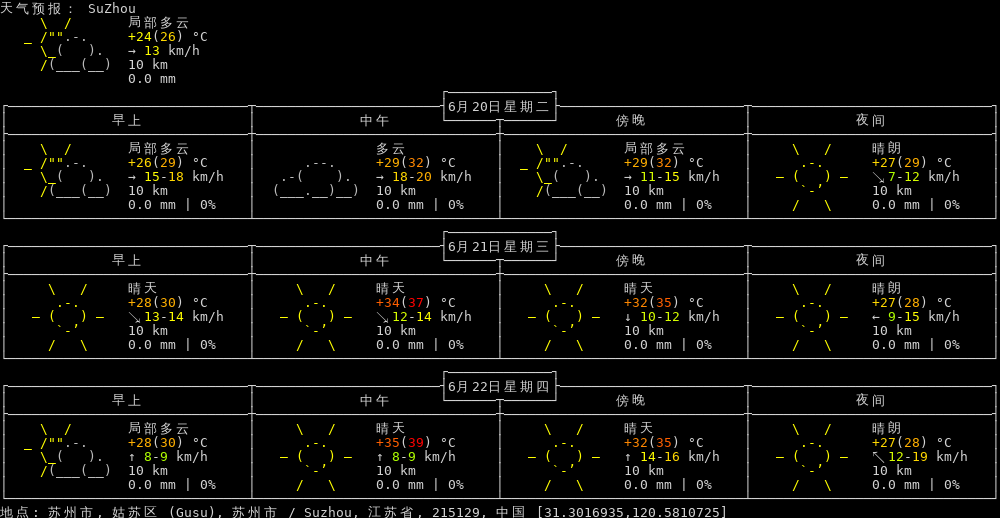 天气预报： SuZhou
局部多云
+24(26) °C
→ 13 km/h
10 km
0.0 mm
6月20日星期二
早上 中午 傍晚 夜间
局部多云 多云 局部多云 晴朗
+26(29) °C +29(32) °C +29(32) °C +27(29) °C
→ 15-18 km/h → 18-20 km/h → 11-15 km/h ↘ 7-12 km/h
10 km 10 km 10 km 10 km
0.0 mm | 0% 0.0 mm | 0% 0.0 mm | 0% 0.0 mm | 0%
6月21日星期三
早上 中午 傍晚 夜间
晴天 晴天 晴天 晴朗
+28(30) °C +34(37) °C +32(35) °C +27(28) °C
↘ 13-14 km/h ↘ 12-14 km/h ↓ 10-12 km/h ← 9-15 km/h
10 km 10 km 10 km 10 km
0.0 mm | 0% 0.0 mm | 0% 0.0 mm | 0% 0.0 mm | 0%
6月22日星期四
早上 中午 傍晚 夜间
局部多云 晴天 晴天 晴朗
+28(30) °C +35(39) °C +32(35) °C +27(28) °C
↑ 8-9 km/h ↑ 8-9 km/h ↑ 14-16 km/h ↖ 12-19 km/h
10 km 10 km 10 km 10 km
0.0 mm | 0% 0.0 mm | 0% 0.0 mm | 0% 0.0 mm | 0%
地点: 苏州市, 姑苏区 (Gusu), 苏州市 / Suzhou, 江苏省, 215129, 中国 [31.3016935,120.5810725]